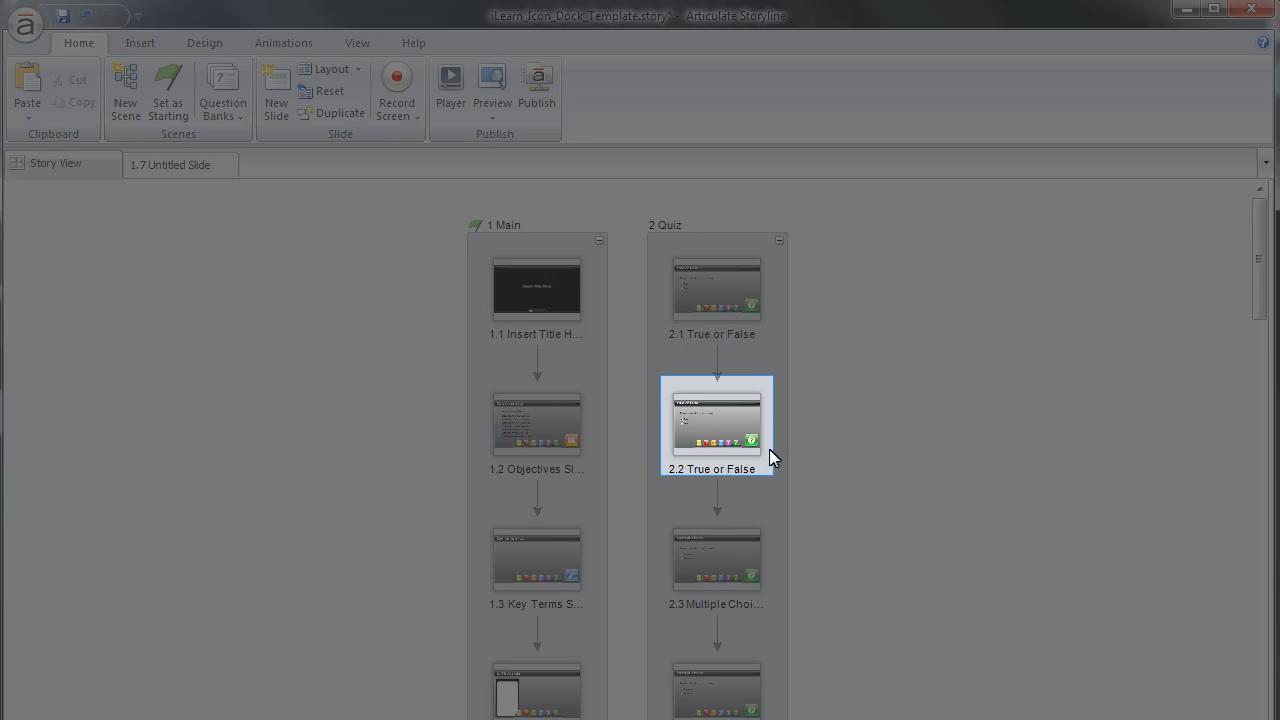 iLearn_Icon_Dock_Template.story* - Articulate Storyline
Home Insert Design Animations View Help
Paste Cut Copy Clipboard
New Scene Set as Starting Question Banks Scenes
New Slide Layout Reset Duplicate Record Screen Slide
Player Preview Publish Publish
Story View 1.7 Untitled Slide
1 Main 2 Quiz
Insert Title Here
1.1 Insert Title H... 2.1 True or False
1.2 Objectives Sl... 2.2 True or False
1.3 Key Terms S... 2.3 Multiple Choi...